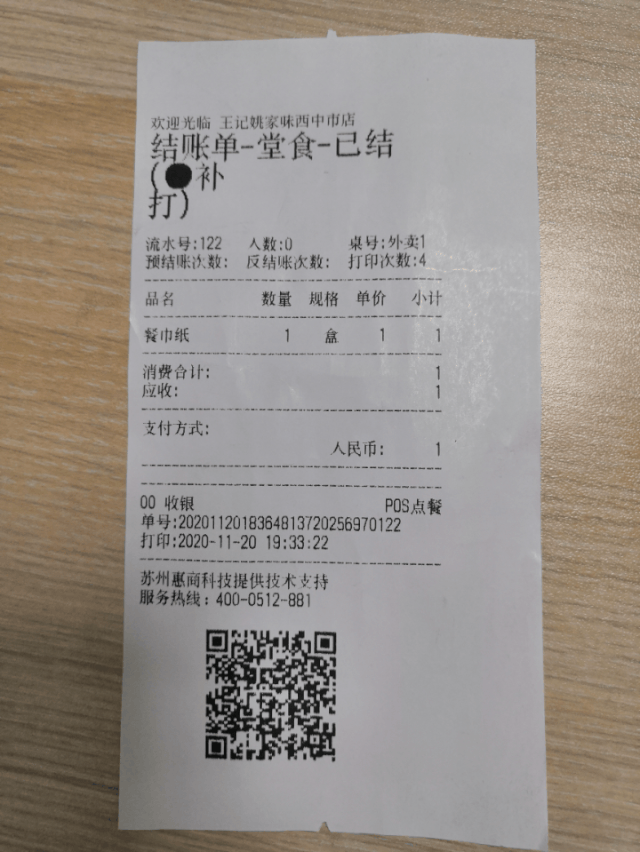 欢迎光临 王记姚家味西中市店
结账单-堂食-已结
(●补
打)
流水号:122 人数:0 桌号:外卖1
预结账次数: 反结账次数: 打印次数:4
品名 数量 规格 单价 小计
餐巾纸 1 盒 1 1
消费合计: 1
应收: 1
支付方式:
人民币: 1
00 收银 POS点餐
单号:2020112018364813720256970122
打印:2020-11-20 19:33:22
苏州惠商科技提供技术支持
服务热线: 400-0512-881